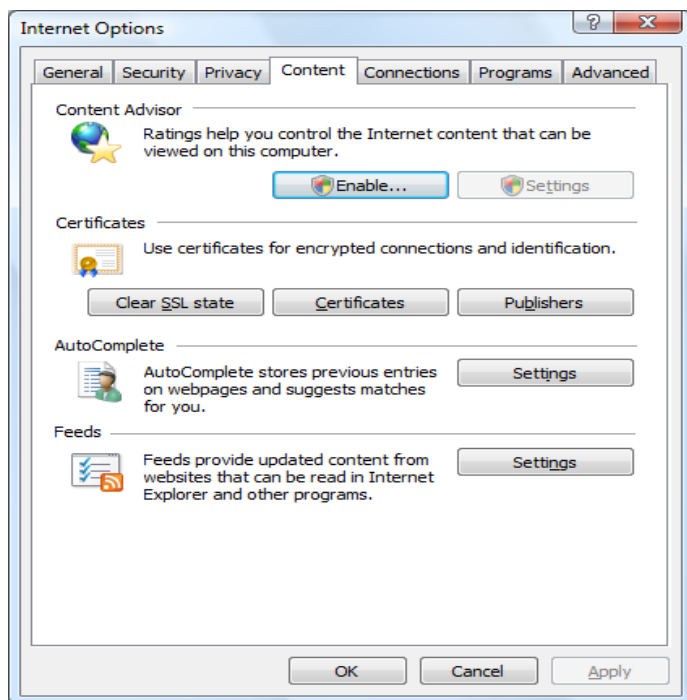 Internet Options
General Security Privacy Content Connections Programs Advanced
Content Advisor
Ratings help you control the Internet content that can be
viewed on this computer.
Enable... Settings
Certificates
Use certificates for encrypted connections and identification.
Clear SSL state Certificates Publishers
AutoComplete
AutoComplete stores previous entries
on webpages and suggests matches
for you.
Settings
Feeds
Feeds provide updated content from
websites that can be read in Internet
Explorer and other programs.
Settings
OK Cancel Apply